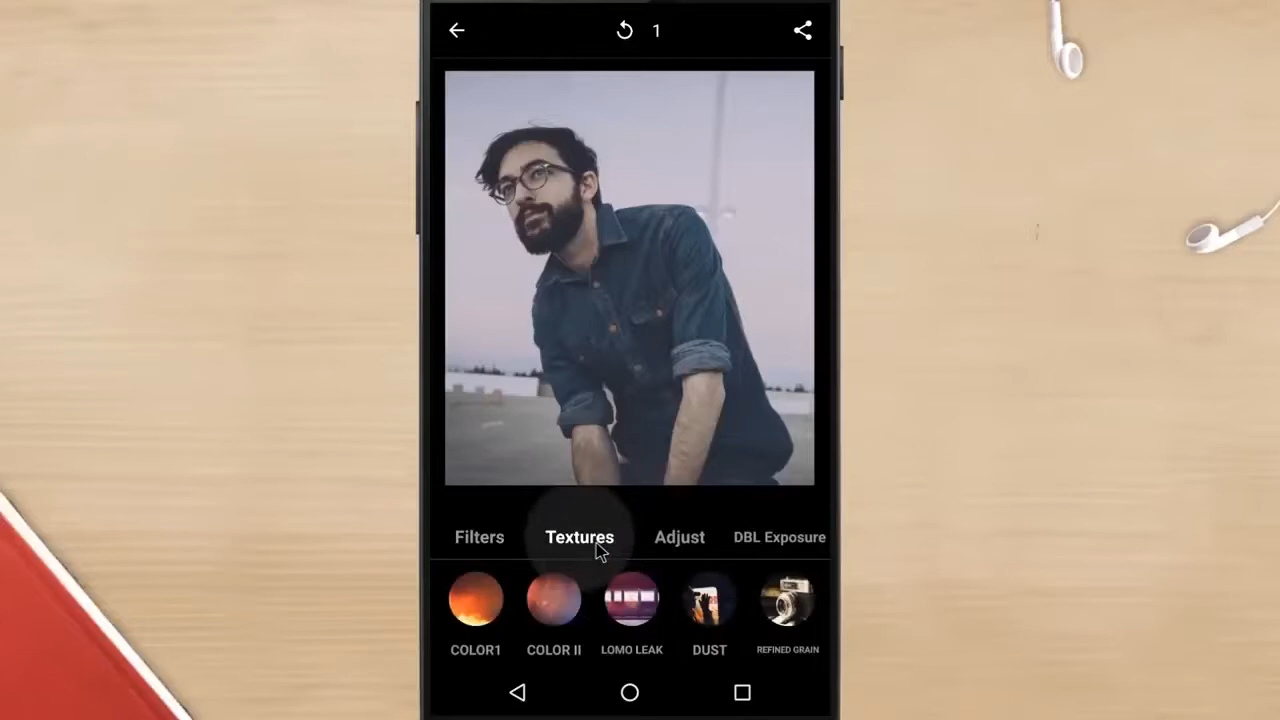 1
Filters Textures Adjust DBL Exposure
COLOR1 COLOR II LOMO LEAK DUST REFINED GRAIN